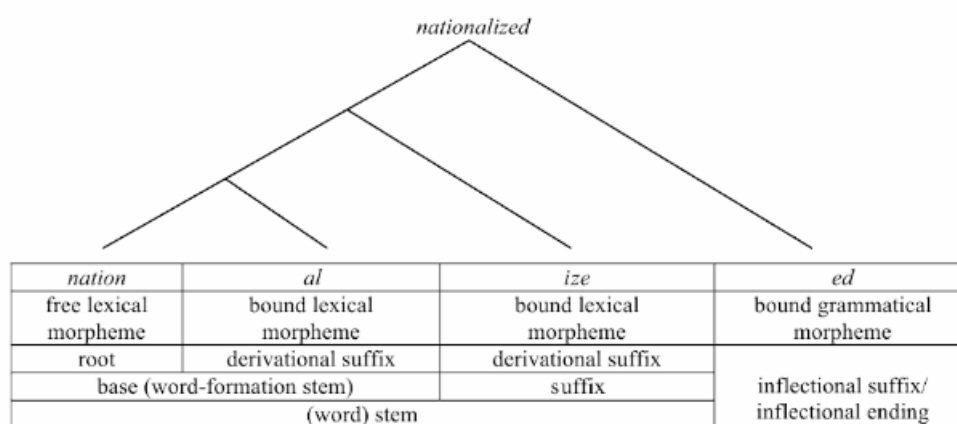 nationalized
nation al ize ed
free lexical bound lexical bound lexical bound grammatical
morpheme morpheme morpheme morpheme
root derivational suffix derivational suffix
base (word-formation stem) suffix inflectional suffix/
(word) stem inflectional ending